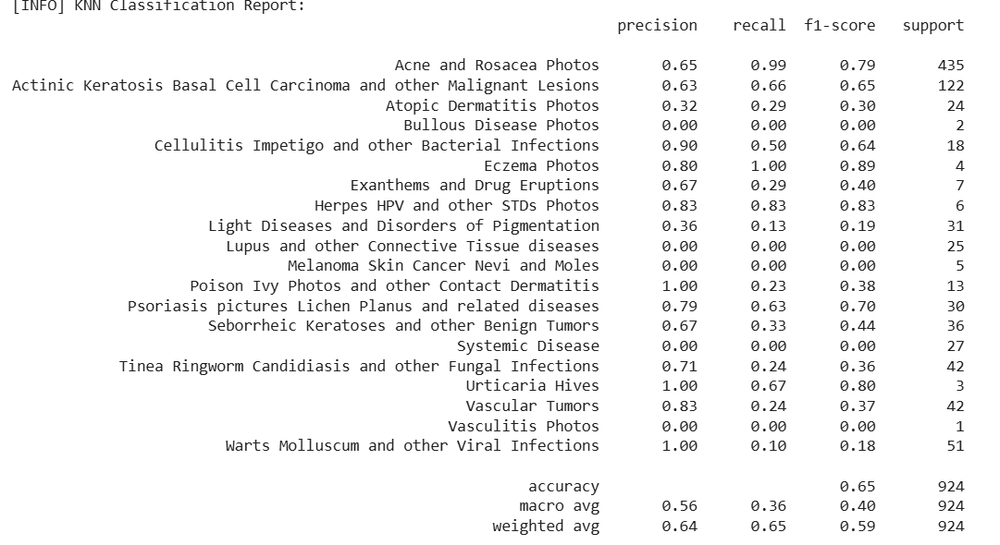 [INFO] KNN Classification Report:
precision recall f1-score support
Acne and Rosacea Photos 0.65 0.99 0.79 435
Actinic Keratosis Basal Cell Carcinoma and other Malignant Lesions 0.63 0.66 0.65 122
Atopic Dermatitis Photos 0.32 0.29 0.30 24
Bullous Disease Photos 0.00 0.00 0.00 2
Cellulitis Impetigo and other Bacterial Infections 0.90 0.50 0.64 18
Eczema Photos 0.80 1.00 0.89 4
Exanthems and Drug Eruptions 0.67 0.29 0.40 7
Herpes HPV and other STDs Photos 0.83 0.83 0.83 6
Light Diseases and Disorders of Pigmentation 0.36 0.13 0.19 31
Lupus and other Connective Tissue diseases 0.00 0.00 0.00 25
Melanoma Skin Cancer Nevi and Moles 0.00 0.00 0.00 5
Poison Ivy Photos and other Contact Dermatitis 1.00 0.23 0.38 13
Psoriasis pictures Lichen Planus and related diseases 0.79 0.63 0.70 30
Seborrheic Keratoses and other Benign Tumors 0.67 0.33 0.44 36
Systemic Disease 0.00 0.00 0.00 27
Tinea Ringworm Candidiasis and other Fungal Infections 0.71 0.24 0.36 42
Urticaria Hives 1.00 0.67 0.80 3
Vascular Tumors 0.83 0.24 0.37 42
Vasculitis Photos 0.00 0.00 0.00 1
Warts Molluscum and other Viral Infections 1.00 0.10 0.18 51
accuracy 0.65 924
macro avg 0.56 0.36 0.40 924
weighted avg 0.64 0.65 0.59 924